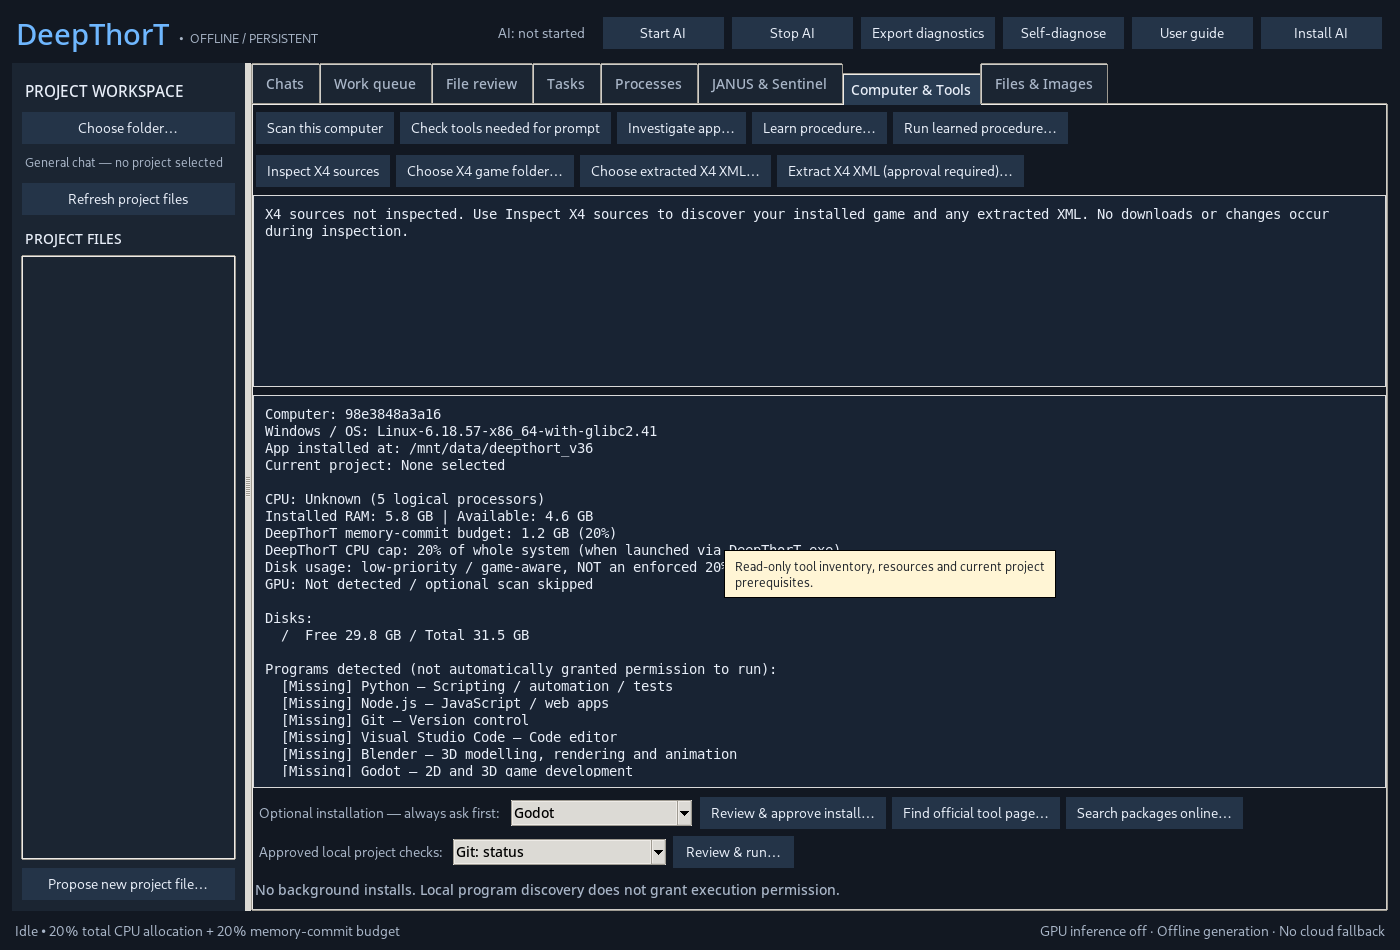 DeepThorT • OFFLINE / PERSISTENT
AI: not started
Start AI
Stop AI
Export diagnostics
Self-diagnose
User guide
Install AI
PROJECT WORKSPACE
Choose folder…
General chat — no project selected
Refresh project files
PROJECT FILES
Propose new project file…
Chats
Work queue
File review
Tasks
Processes
JANUS & Sentinel
Computer & Tools
Files & Images
Scan this computer
Check tools needed for prompt
Investigate app…
Learn procedure…
Run learned procedure…
Inspect X4 sources
Choose X4 game folder…
Choose extracted X4 XML…
Extract X4 XML (approval required)…
X4 sources not inspected. Use Inspect X4 sources to discover your installed game and any extracted XML. No downloads or changes occur
during inspection.
Computer: 98e3848a3a16
Windows / OS: Linux-6.18.57-x86_64-with-glibc2.41
App installed at: /mnt/data/deepthort_v36
Current project: None selected
CPU: Unknown (5 logical processors)
Installed RAM: 5.8 GB | Available: 4.6 GB
DeepThorT memory-commit budget: 1.2 GB (20%)
DeepThorT CPU cap: 20% of whole system (when launched via DeepThorT.exe)
Disk usage: low-priority / game-aware, NOT an enforced 20%
GPU: Not detected / optional scan skipped
Read-only tool inventory, resources and current project
prerequisites.
Disks:
/ Free 29.8 GB / Total 31.5 GB
Programs detected (not automatically granted permission to run):
[Missing] Python — Scripting / automation / tests
[Missing] Node.js — JavaScript / web apps
[Missing] Git — Version control
[Missing] Visual Studio Code — Code editor
[Missing] Blender — 3D modelling, rendering and animation
[Missing] Godot — 2D and 3D game development
Optional installation — always ask first:
Godot
Review & approve install…
Find official tool page…
Search packages online…
Approved local project checks:
Git: status
Review & run…
No background installs. Local program discovery does not grant execution permission.
Idle • 20% total CPU allocation + 20% memory-commit budget
GPU inference off · Offline generation · No cloud fallback